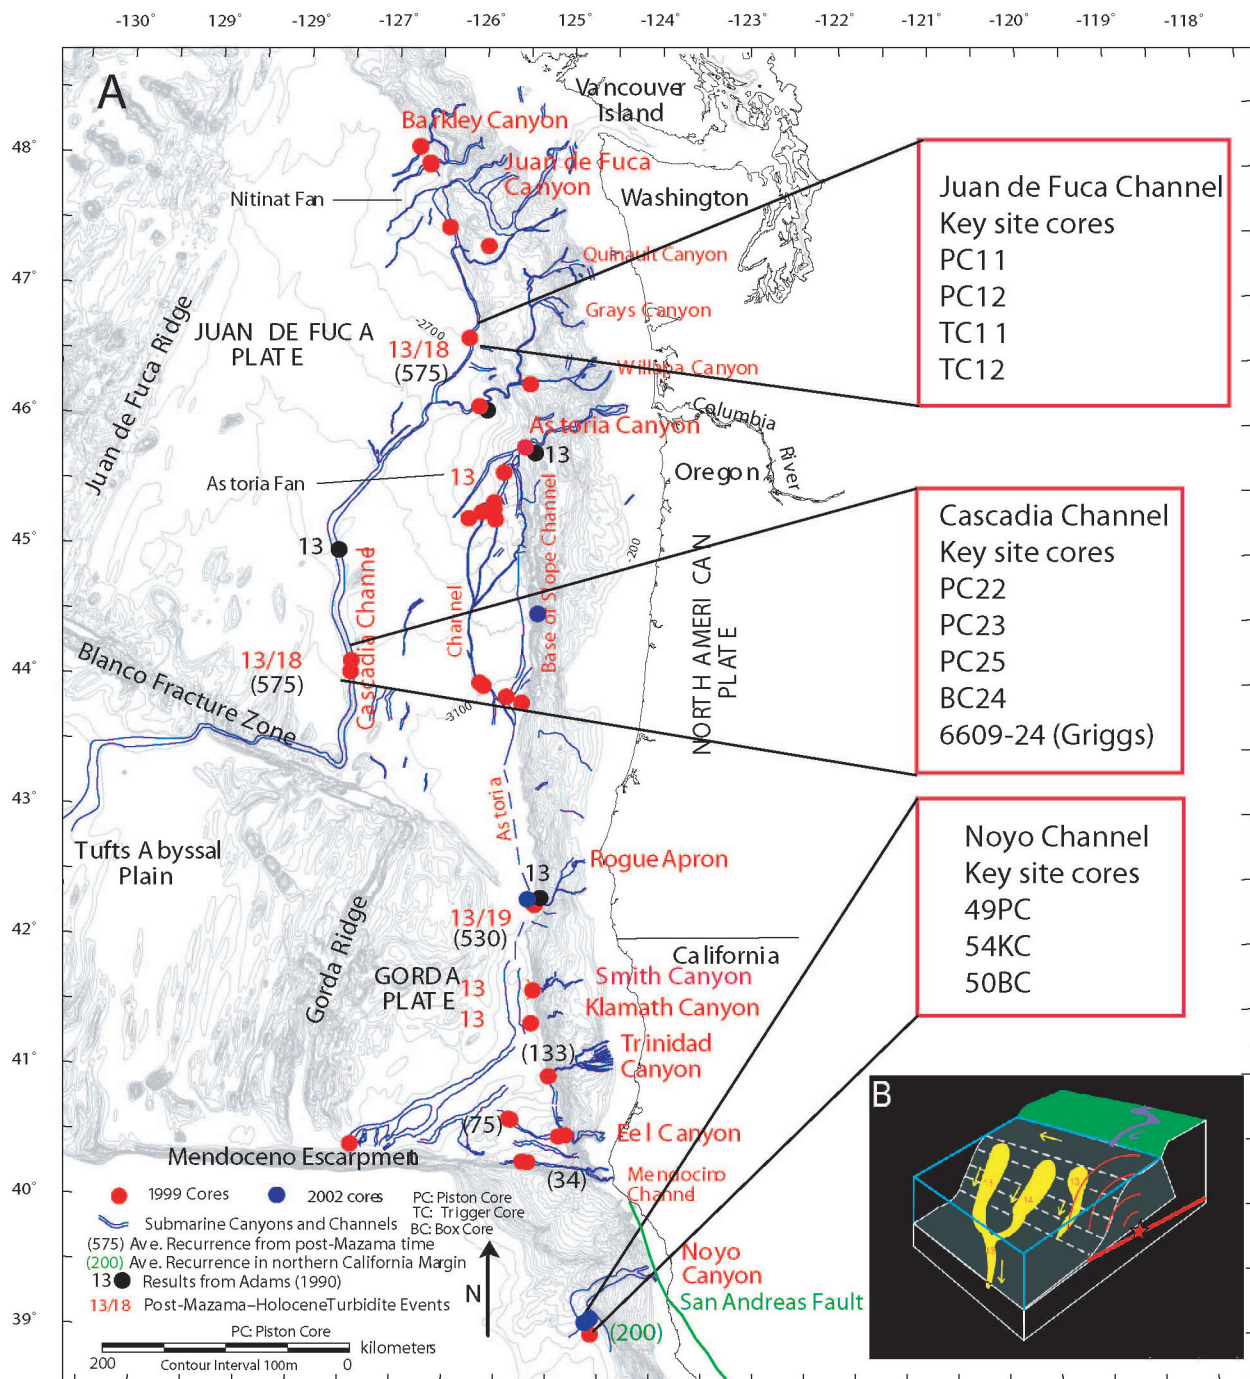 -130° -129° -128° -127° -126° -125° -124° -123° -122° -121° -120° -119° -118°
A
Vancouver
Island
Barkley Canyon
48°
Juan de Fuca
Canyon
Washington
Nitinat Fan
Quinault Canyon
47°
Grays Canyon
-2700
JUAN DE FUCA
PLATE
13/18
(575)
Willapa Canyon
Juan de Fuca Ridge
46°
Columbia
River
Astoria Canyon
13
Oregon
13
Astoria Fan
45°
13
-200
Cascadia Channel
Channel
Base of Slope Channel
NORTH AMERICAN
PLATE
44°
13/18
(575)
Blanco Fracture Zone
-3100
43°
Astoria
Tufts Abyssal
Plain
Rogue Apron
13
13/19
(530)
42°
California
Gorda Ridge
GORDA
PLATE
13
Smith Canyon
13
Klamath Canyon
41°
(133)
Trinidad
Canyon
(75)
Eel Canyon
Mendoceno Escarpment
(34)
Mendocino
Channel
40°
Noyo
Canyon
San Andreas Fault
39°
(200)
1999 Cores
2002 cores
PC: Piston Core
TC: Trigger Core
BC: Box Core
Submarine Canyons and Channels
(575) Ave. Recurrence from post-Mazama time
(200) Ave. Recurrence in northern California Margin
13 Results from Adams (1990)
13/18 Post-Mazama–Holocene Turbidite Events
PC: Piston Core
200 0 kilometers
Contour Interval 100m
N
Juan de Fuca Channel
Key site cores
PC11
PC12
TC11
TC12
Cascadia Channel
Key site cores
PC22
PC23
PC25
BC24
6609-24 (Griggs)
Noyo Channel
Key site cores
49PC
54KC
50BC
B
13
14
13